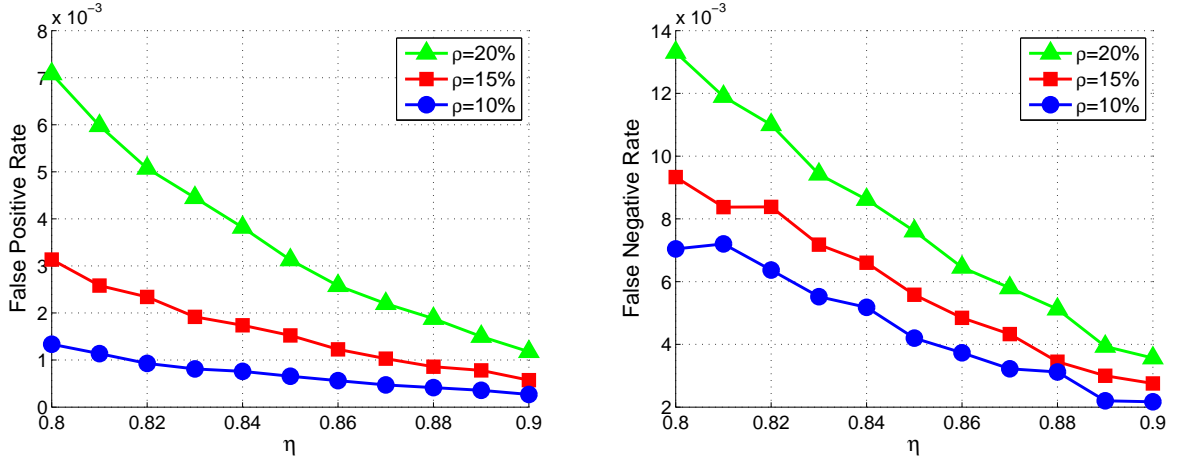 x 10⁻³
8
7
6
5
4
3
2
1
0
0.8
0.82
0.84
0.86
0.88
0.9
η
False Positive Rate
ρ=20%
ρ=15%
ρ=10%
x 10⁻³
14
12
10
8
6
4
2
0.8
0.82
0.84
0.86
0.88
0.9
η
False Negative Rate
ρ=20%
ρ=15%
ρ=10%